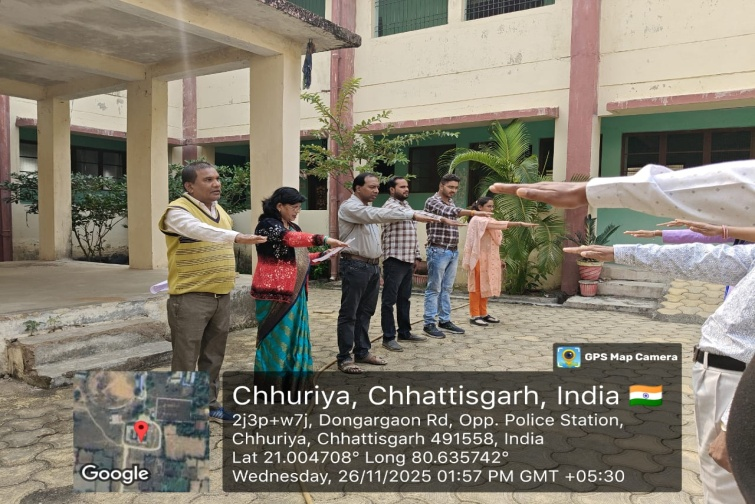 GPS Map Camera
Chhuriya, Chhattisgarh, India 🇮🇳
2j3p+w7j, Dongargaon Rd, Opp. Police Station,
Chhuriya, Chhattisgarh 491558, India
Lat 21.004708° Long 80.635742°
Wednesday, 26/11/2025 01:57 PM GMT +05:30
Google